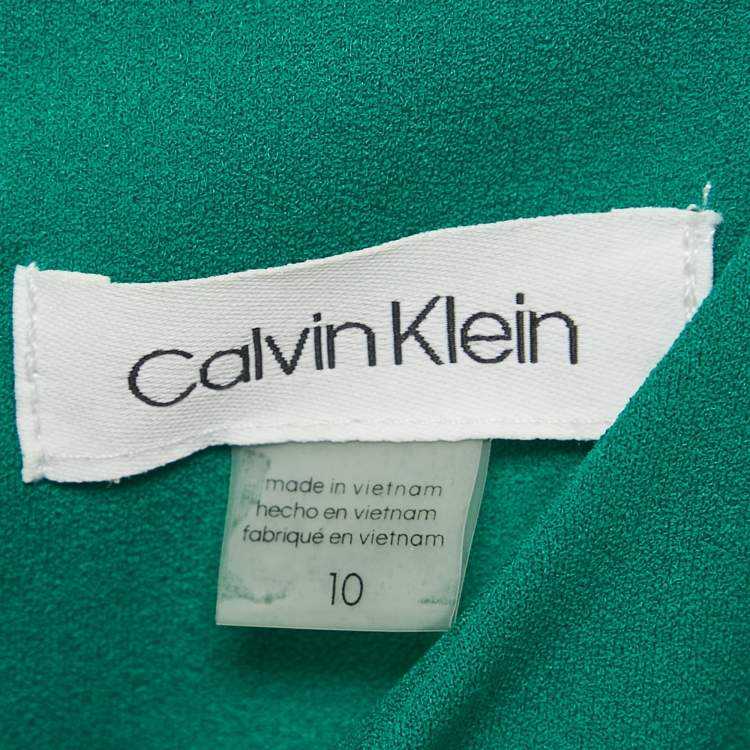 Calvin Klein
made in vietnam
hecho en vietnam
fabriqué en vietnam
10